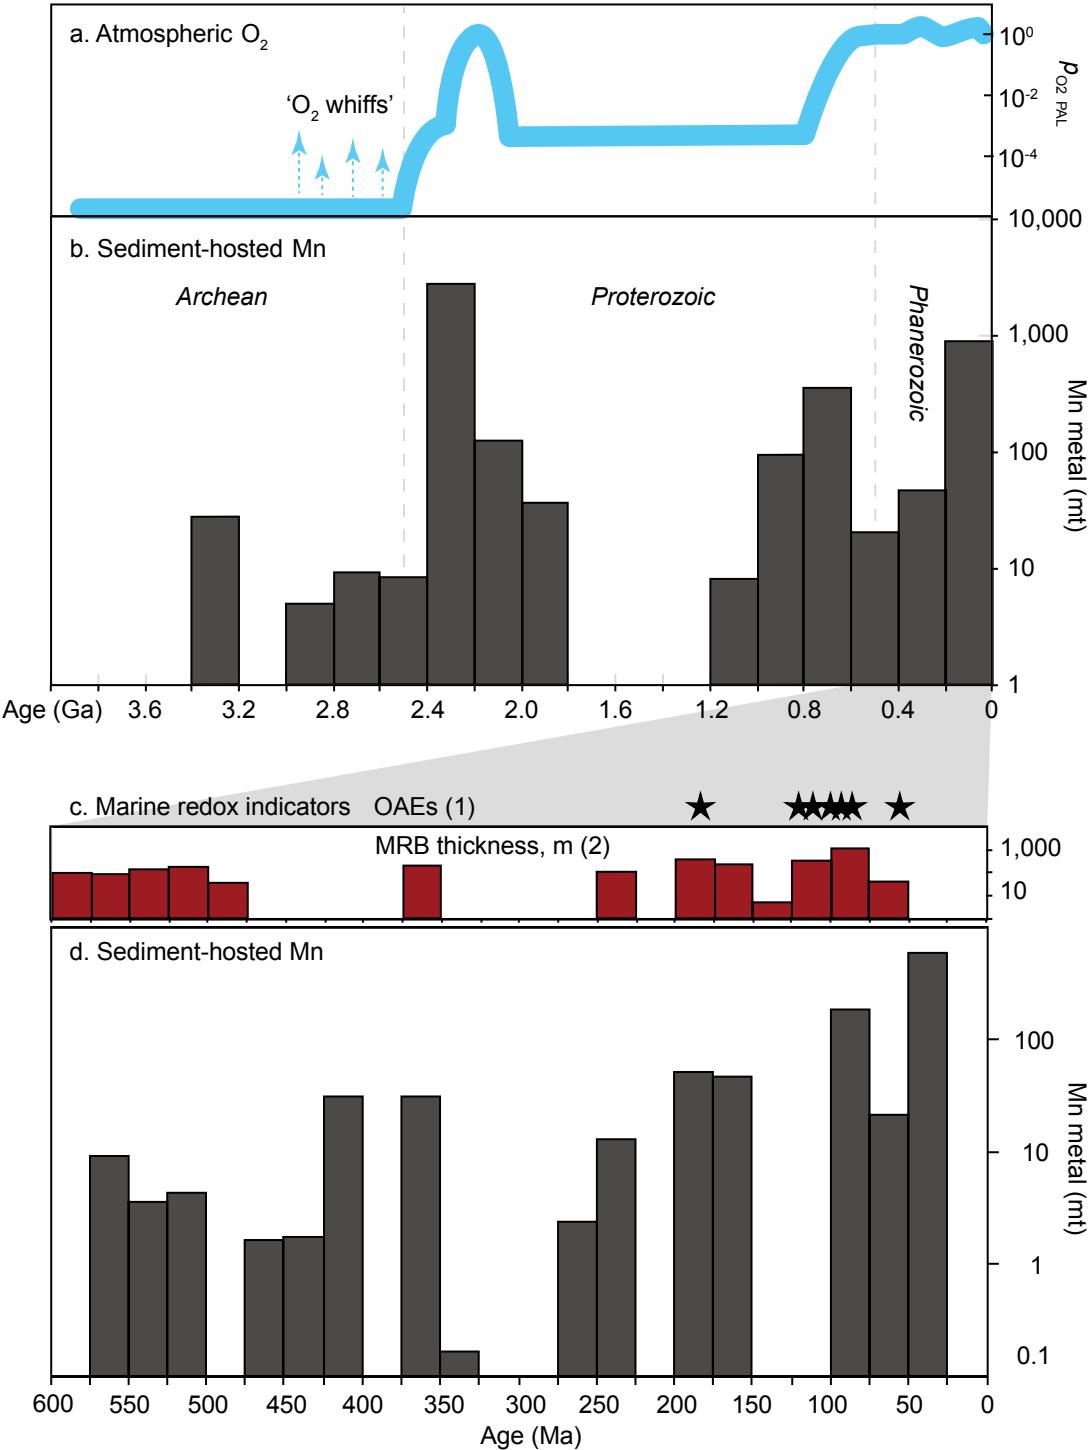 a. Atmospheric O2
10^0
10^-2
10^-4
pO2 PAL
'O2 whiffs'
b. Sediment-hosted Mn
10,000
Archean
Proterozoic
Phanerozoic
1,000
100
10
1
Mn metal (mt)
Age (Ga) 3.6 3.2 2.8 2.4 2.0 1.6 1.2 0.8 0.4 0
c. Marine redox indicators OAEs (1)
MRB thickness, m (2)
1,000
10
d. Sediment-hosted Mn
100
10
1
0.1
Mn metal (mt)
600 550 500 450 400 350 300 250 200 150 100 50 0
Age (Ma)